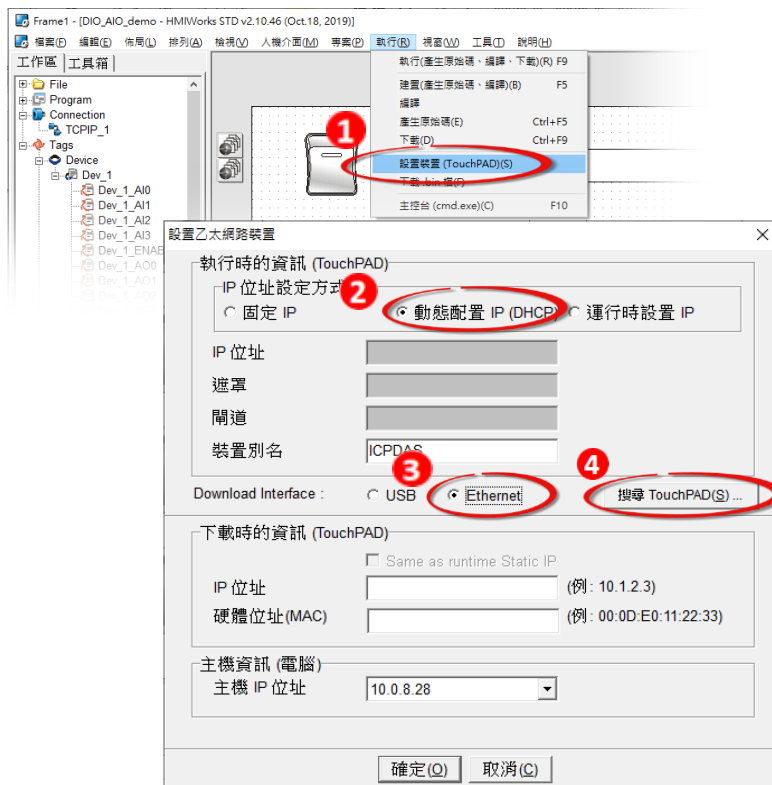 Frame1 - [DIO_AIO_demo - HMIWorks STD v2.10.46 (Oct.18, 2019)]
檔案(F) 編輯(E) 佈局(L) 排列(A) 檢視(V) 人機介面(M) 專案(P) 執行(R) 視窗(W) 工具(T) 說明(H)
工作區 工具箱
File
Program
Connection
TCPIP_1
Tags
Device
Dev_1
Dev_1_AI0
Dev_1_AI1
Dev_1_AI2
Dev_1_AI3
Dev_1_ENAB
Dev_1_AO0
Dev_1_AO1
執行(產生原始碼、編譯、下載)(R) F9
建置(產生原始碼、編譯)(B) F5
編譯
產生原始碼(E) Ctrl+F5
下載(D) Ctrl+F9
1
設置裝置 (TouchPAD)(S)
下載 .bin 檔(F)
主控台 (cmd.exe)(C) F10
設置乙太網路裝置
執行時的資訊 (TouchPAD)
IP 位址設定方式
2
固定 IP 動態配置 IP (DHCP) 運行時設置 IP
IP 位址
遮罩
閘道
裝置別名 ICPDAS
3 4
Download Interface : USB Ethernet 搜尋 TouchPAD(S) ...
下載時的資訊 (TouchPAD)
Same as runtime Static IP
IP 位址 (例 : 10.1.2.3)
硬體位址(MAC) (例 : 00:0D:E0:11:22:33)
主機資訊 (電腦)
主機 IP 位址 10.0.8.28
確定(O) 取消(C)